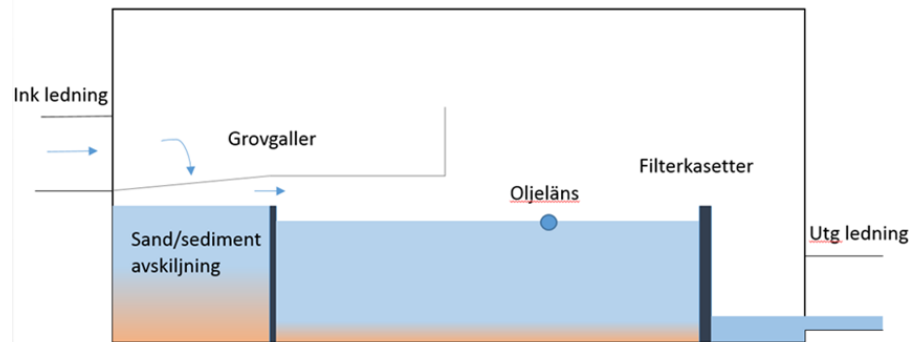 Ink ledning
Grovgaller
Filterkasetter
Oljeläns
Utg ledning
Sand/sediment
avskiljning